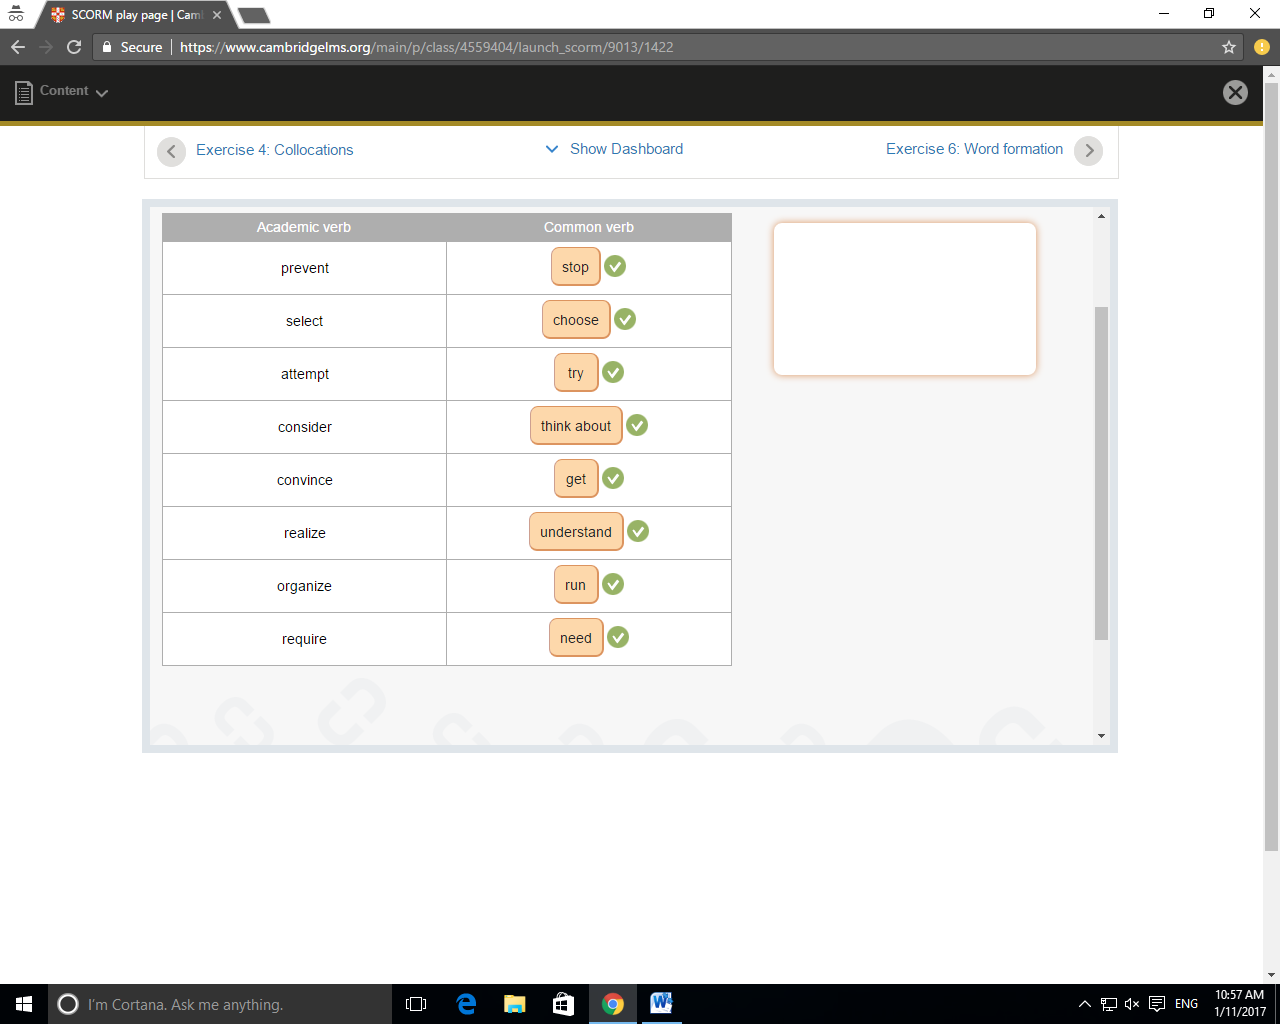 SCORM play page | Cam
Secure
https://www.cambridgelms.org/main/p/class/4559404/launch_scorm/9013/1422
Content
Exercise 4: Collocations
Show Dashboard
Exercise 6: Word formation
Academic verb Common verb
prevent stop
select choose
attempt try
consider think about
convince get
realize understand
organize run
require need
I'm Cortana. Ask me anything.
ENG
10:57 AM
1/11/2017